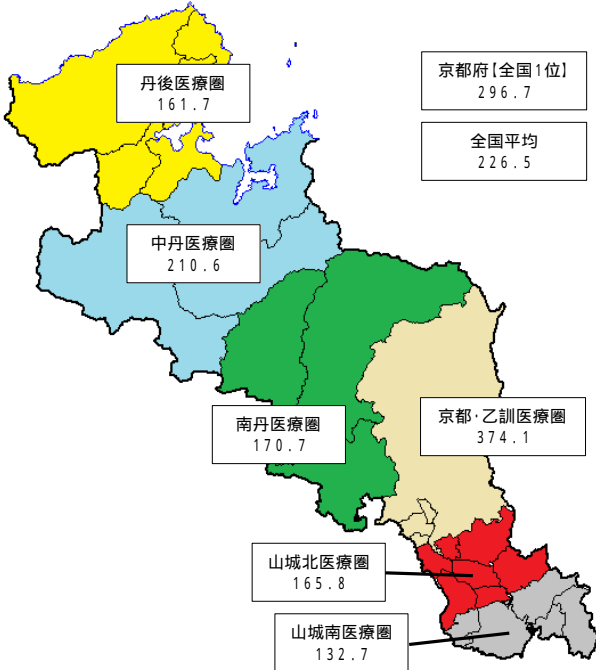 丹後医療圏
161.7
京都府【全国1位】
296.7
全国平均
226.5
中丹医療圏
210.6
南丹医療圏
170.7
京都・乙訓医療圏
374.1
山城北医療圏
165.8
山城南医療圏
132.7